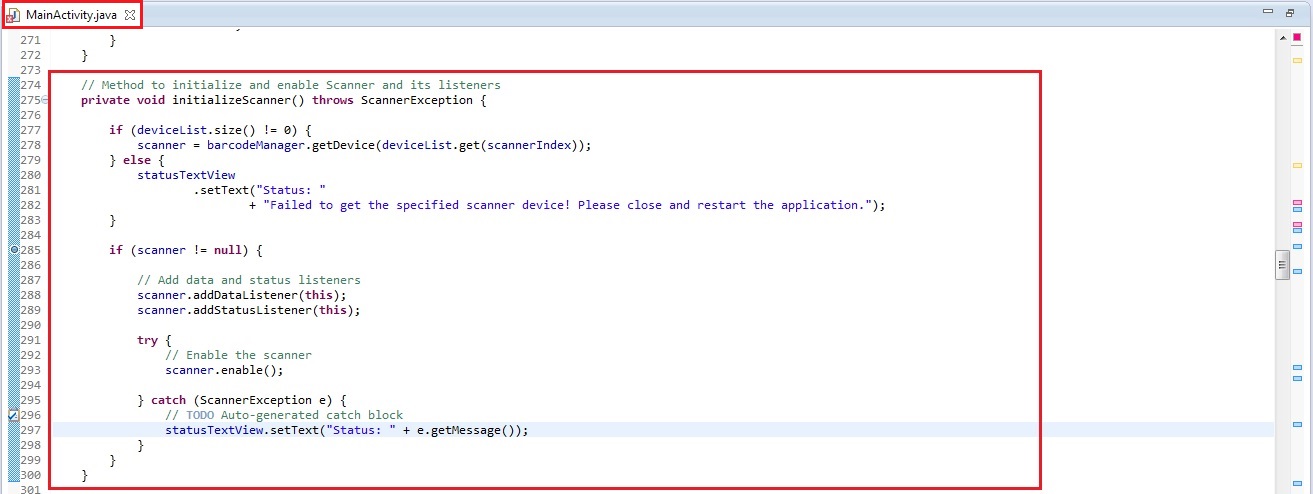 MainActivity.java
271         }
272     }
273
274     // Method to initialize and enable Scanner and its listeners
275     private void initializeScanner() throws ScannerException {
276
277         if (deviceList.size() != 0) {
278             scanner = barcodeManager.getDevice(deviceList.get(scannerIndex));
279         } else {
280             statusTextView
281                     .setText("Status: "
282                             + "Failed to get the specified scanner device! Please close and restart the application.");
283         }
284
285         if (scanner != null) {
286
287             // Add data and status listeners
288             scanner.addDataListener(this);
289             scanner.addStatusListener(this);
290
291             try {
292                 // Enable the scanner
293                 scanner.enable();
294
295             } catch (ScannerException e) {
296                 // TODO Auto-generated catch block
297                 statusTextView.setText("Status: " + e.getMessage());
298             }
299         }
300     }
301